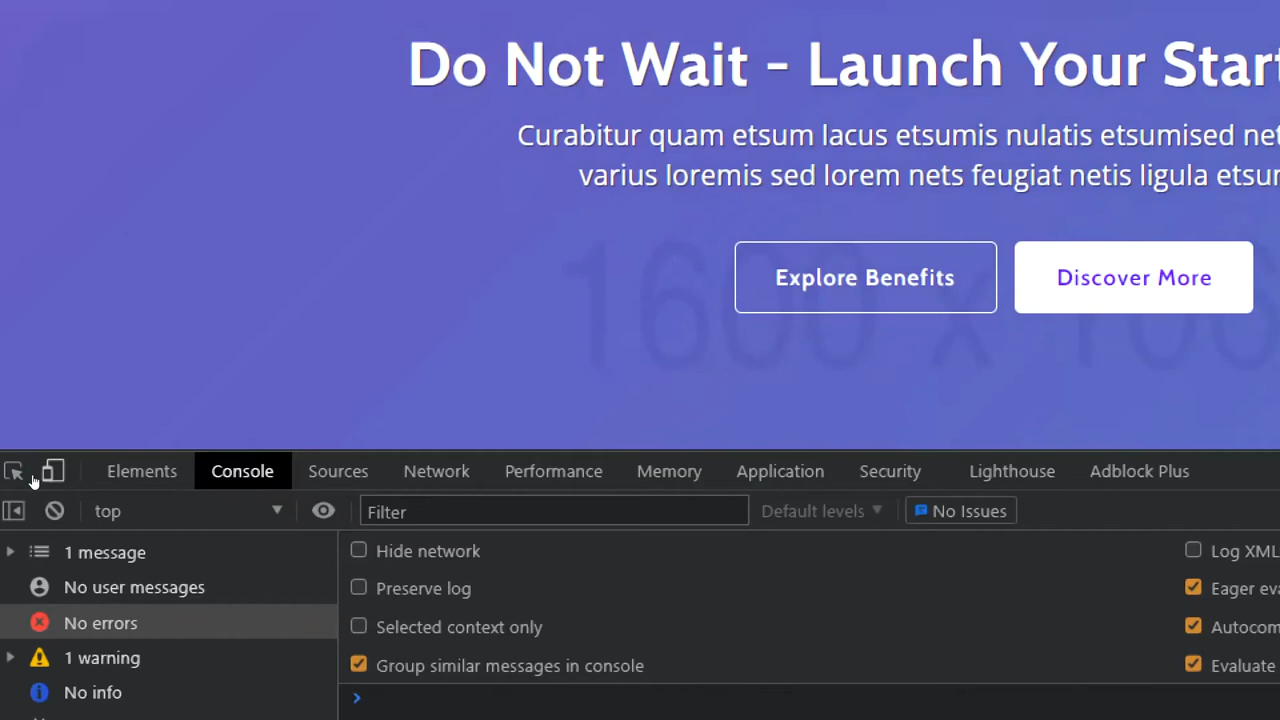 Do Not Wait - Launch Your Start
Curabitur quam etsum lacus etsumis nulatis etsumised net
varius loremis sed lorem nets feugiat netis ligula etsum
Explore Benefits
Discover More
1600 x 106
Elements
Console
Sources
Network
Performance
Memory
Application
Security
Lighthouse
Adblock Plus
top
Filter
Default levels
No Issues
1 message
No user messages
No errors
1 warning
No info
Hide network
Preserve log
Selected context only
Group similar messages in console
Log XML
Eager eva
Autocom
Evaluate